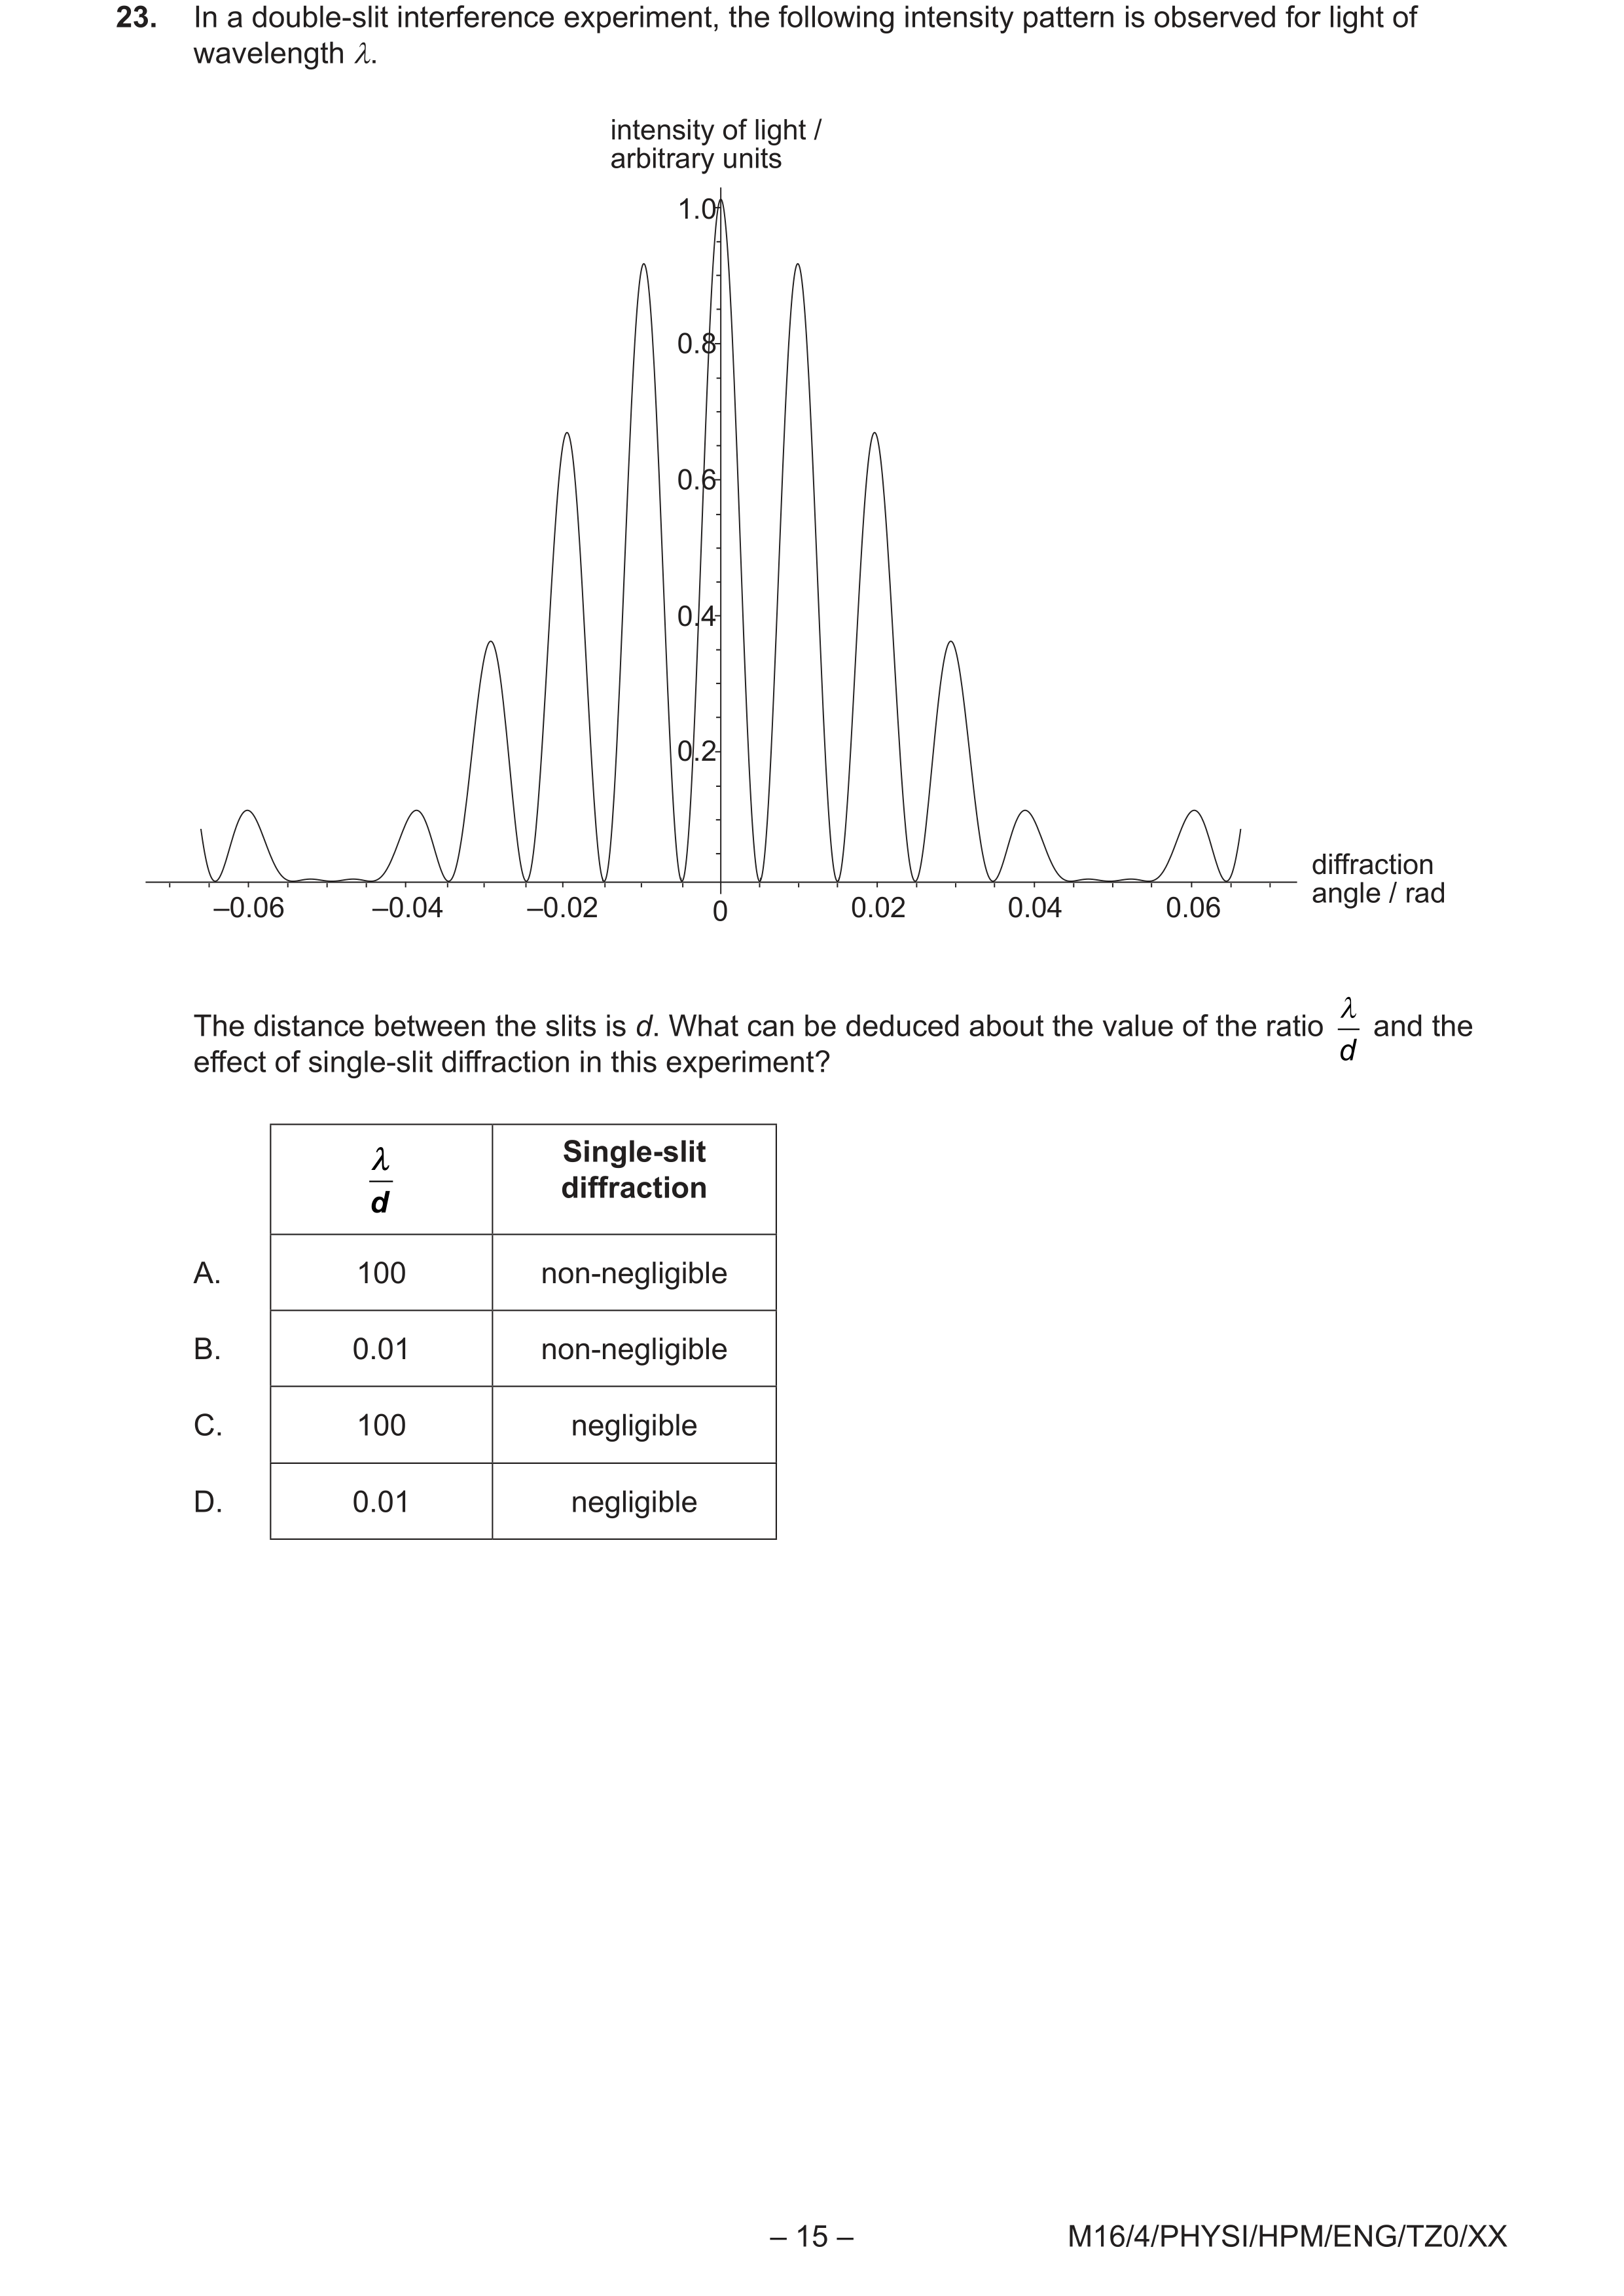 23. In a double-slit interference experiment, the following intensity pattern is observed for light of
wavelength λ.
intensity of light /
arbitrary units
1.0
0.8
0.6
0.4
0.2
–0.06 –0.04 –0.02 0 0.02 0.04 0.06
diffraction
angle / rad
The distance between the slits is d. What can be deduced about the value of the ratio λ/d and the
effect of single-slit diffraction in this experiment?
λ/d Single-slit
diffraction
A. 100 non-negligible
B. 0.01 non-negligible
C. 100 negligible
D. 0.01 negligible
– 15 – M16/4/PHYSI/HPM/ENG/TZ0/XX